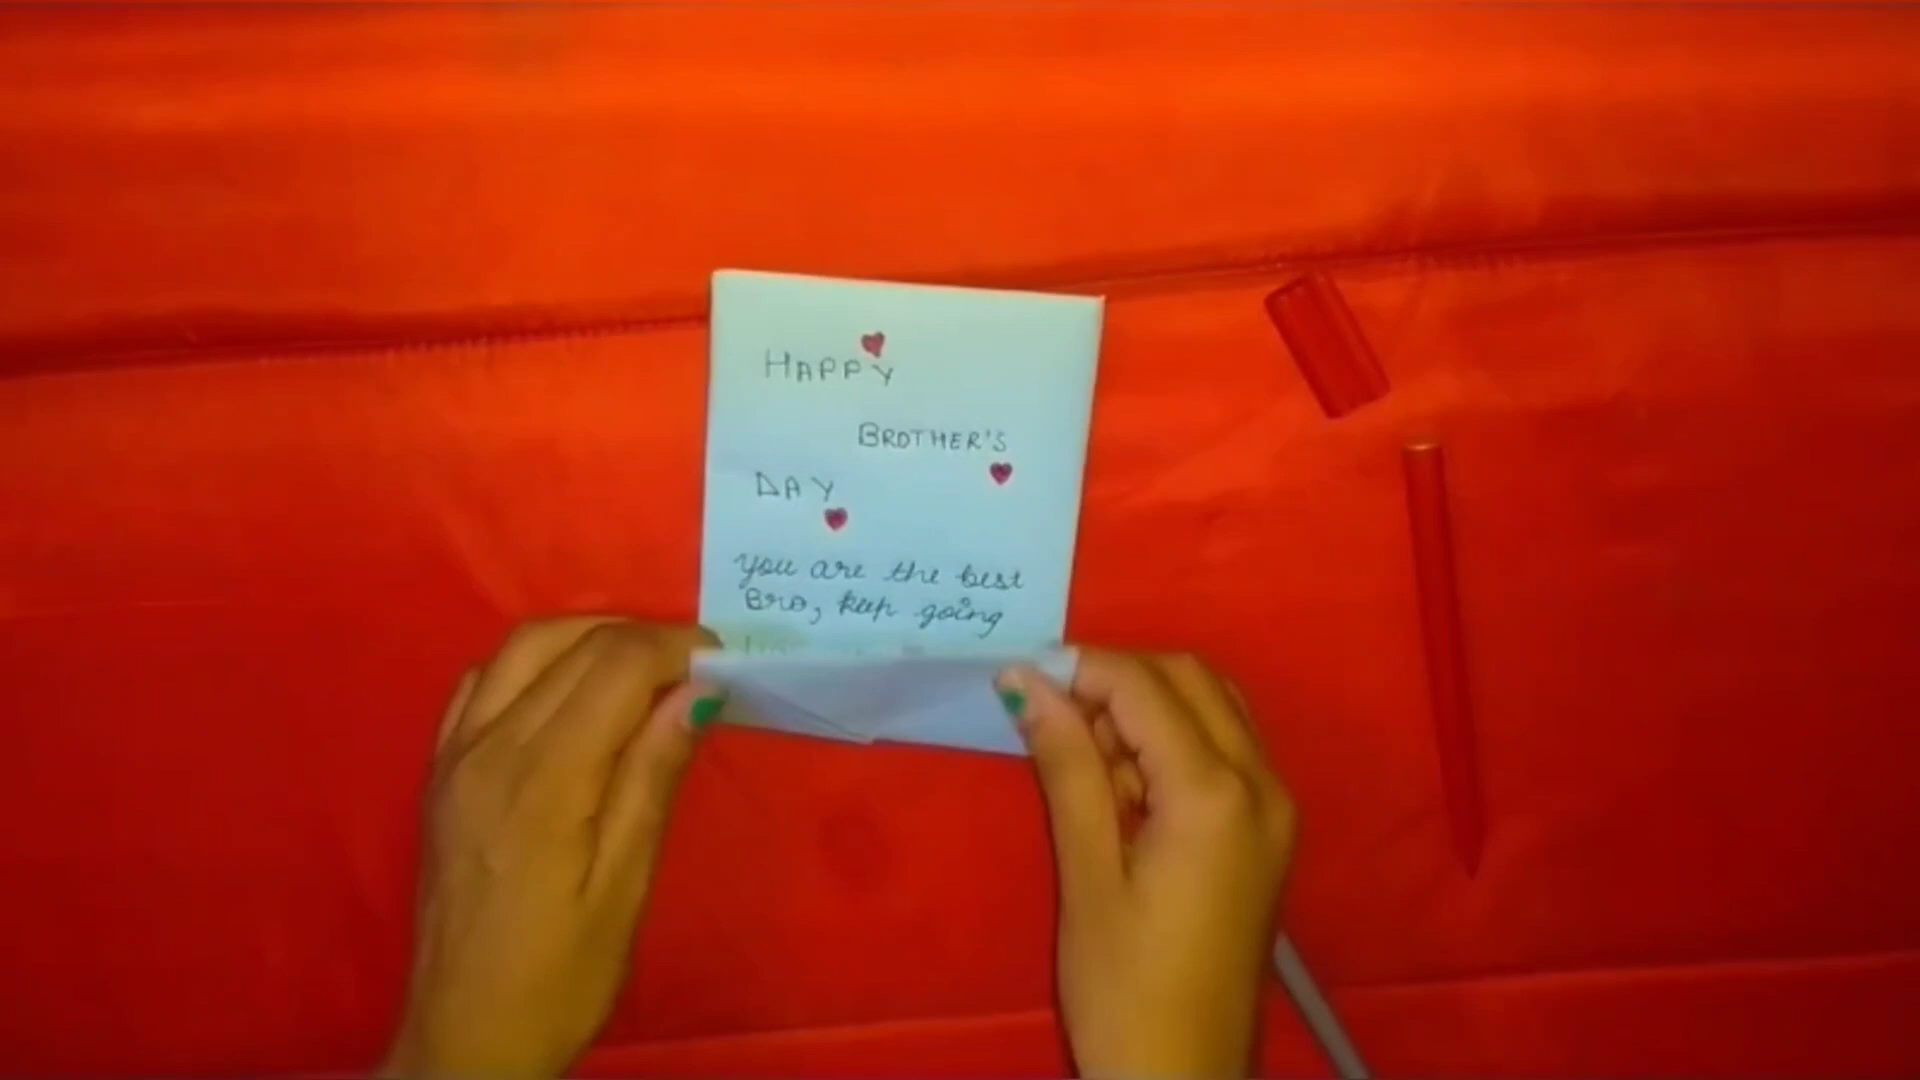 HAPPY
BROTHER'S
DAY
You are the best
Bro, keep going